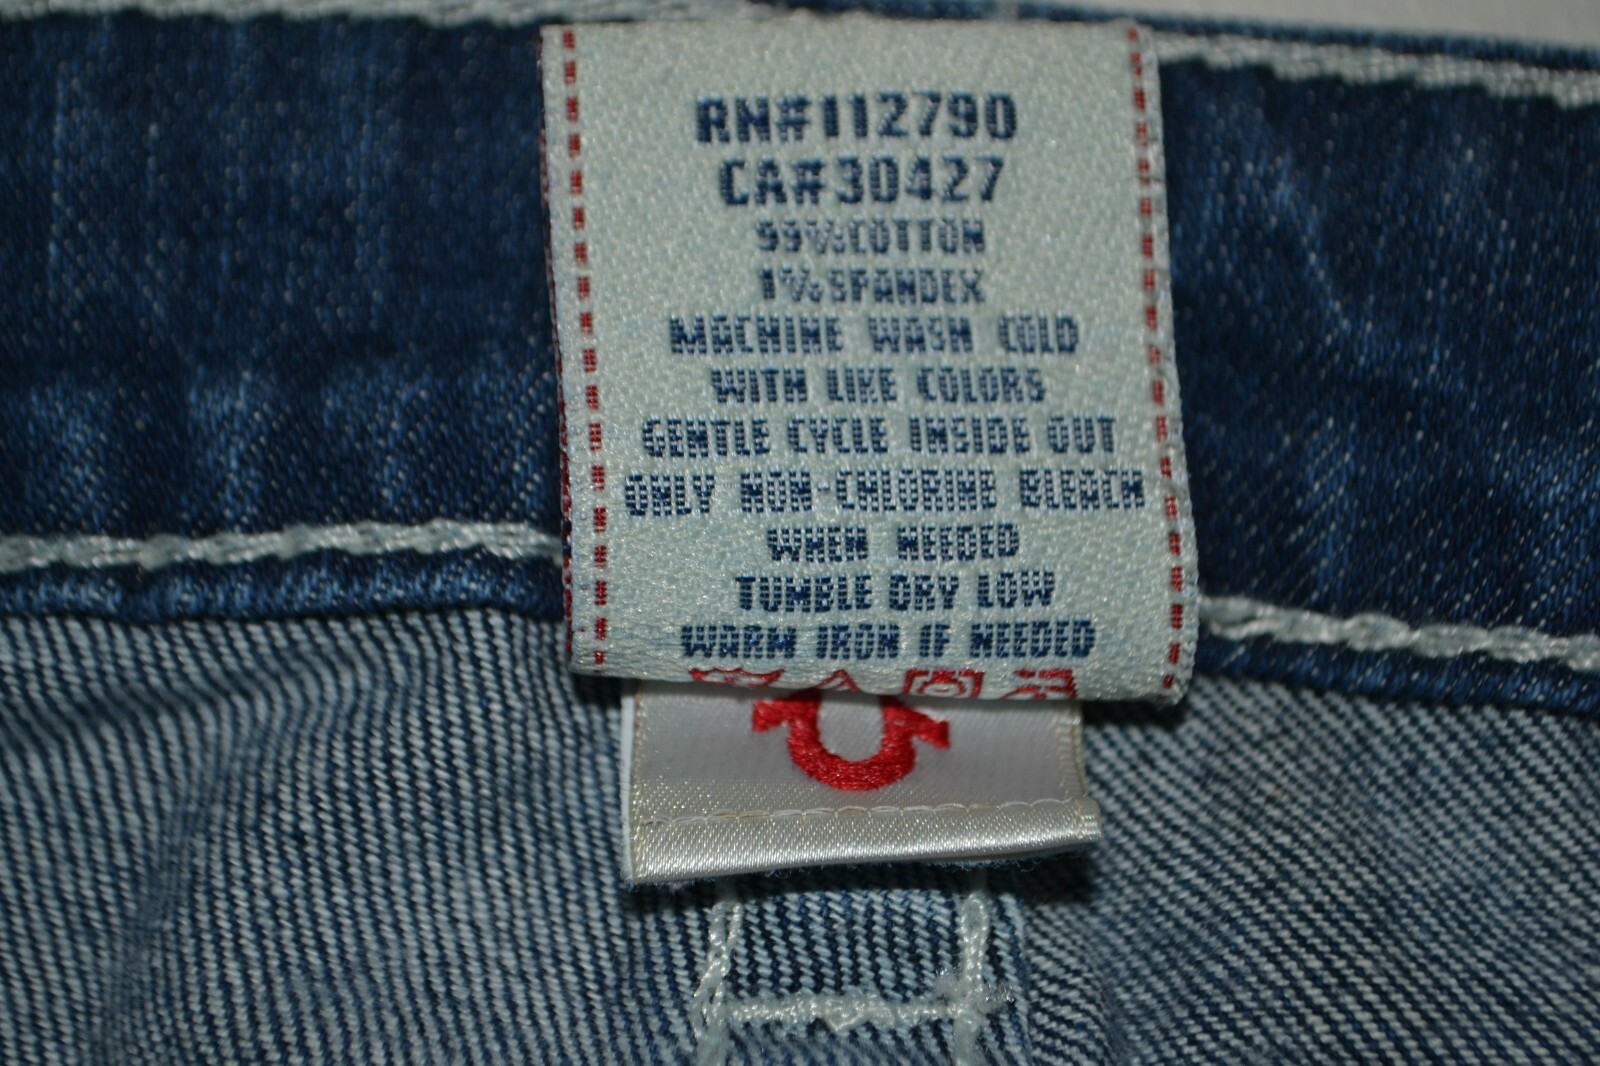 RN#112790
CA#30427
99%COTTON
1%SPANDEX
MACHINE WASH COLD
WITH LIKE COLORS
GENTLE CYCLE INSIDE OUT
ONLY NON-CHLORINE BLEACH
WHEN NEEDED
TUMBLE DRY LOW
WARM IRON IF NEEDED